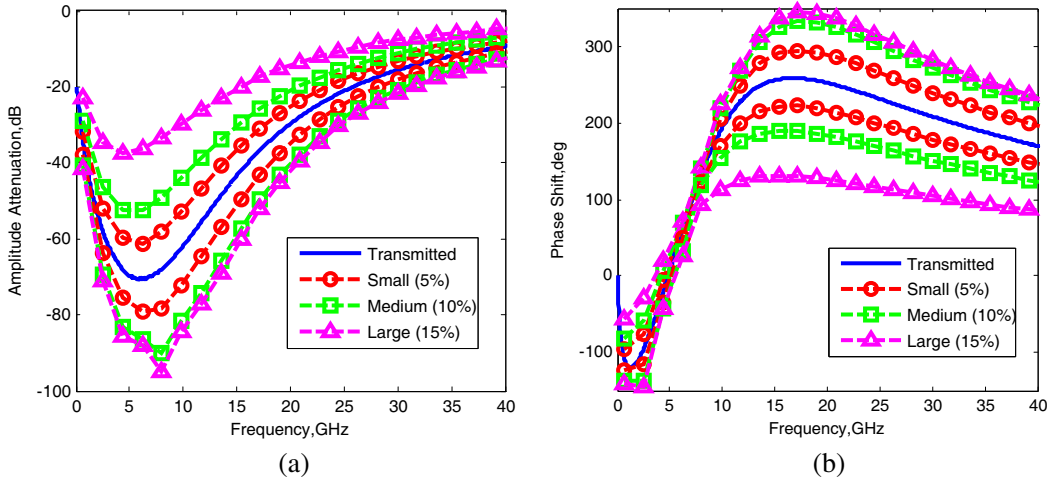 0
-20
-40
-60
-80
-100
Amplitude Attenuation,dB
0 5 10 15 20 25 30 35 40
Frequency,GHz
Transmitted
Small (5%)
Medium (10%)
Large (15%)
(a)
300
200
100
0
-100
Phase Shift,deg
0 5 10 15 20 25 30 35 40
Frequency,GHz
Transmitted
Small (5%)
Medium (10%)
Large (15%)
(b)